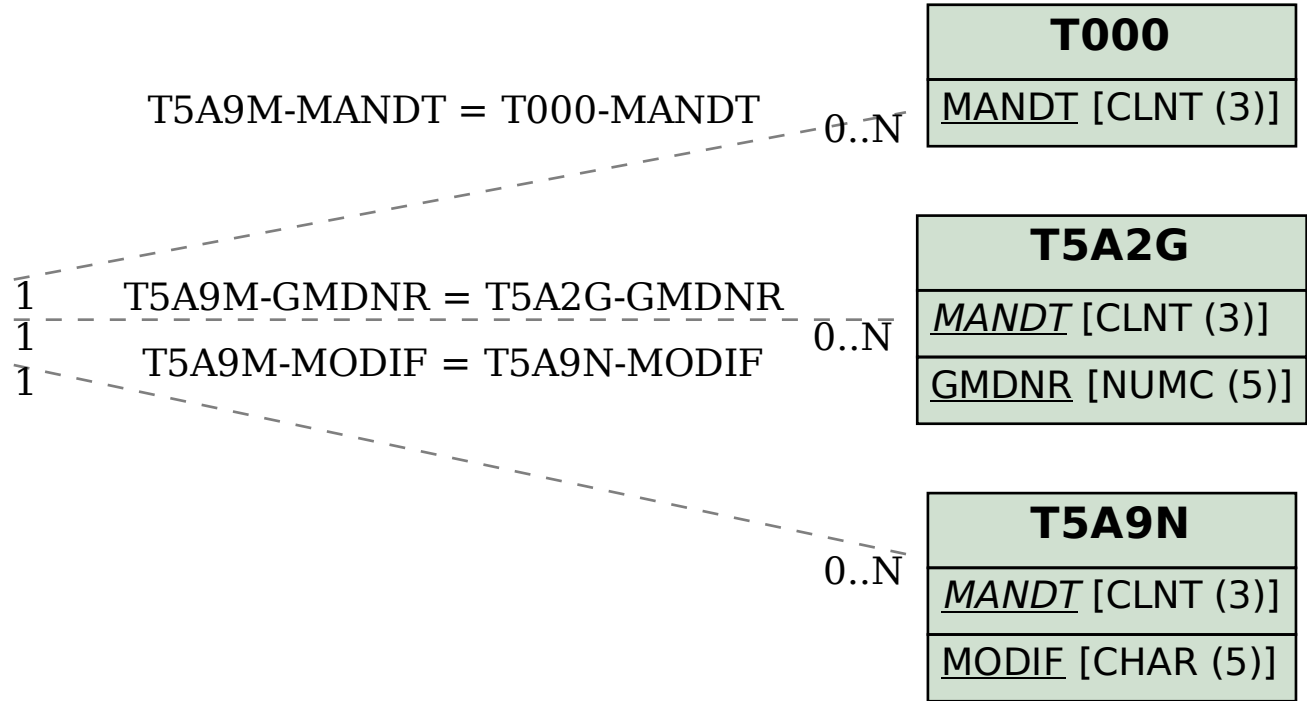 T000
MANDT [CLNT (3)]
T5A9M-MANDT = T000-MANDT
0..N
T5A2G
MANDT [CLNT (3)]
GMDNR [NUMC (5)]
1
T5A9M-GMDNR = T5A2G-GMDNR
0..N
1
T5A9M-MODIF = T5A9N-MODIF
1
0..N
T5A9N
MANDT [CLNT (3)]
MODIF [CHAR (5)]